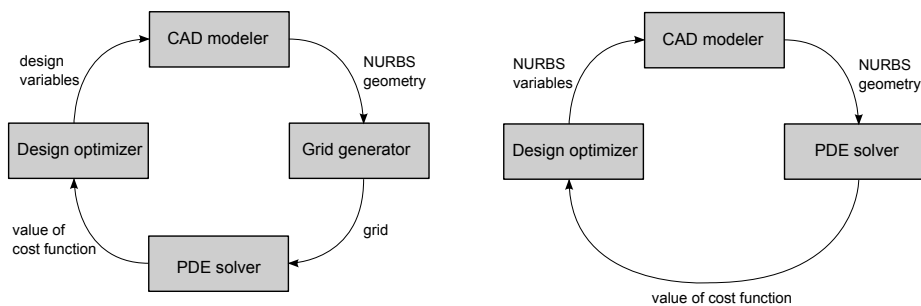 CAD modeler
design
variables
NURBS
geometry
Design optimizer
Grid generator
value of
cost function
grid
PDE solver
CAD modeler
NURBS
variables
NURBS
geometry
Design optimizer
PDE solver
value of cost function